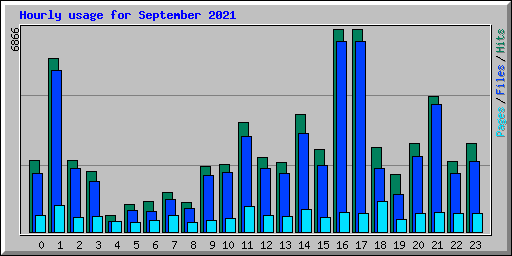 Hourly usage for September 2021
6866
Pages / Files / Hits
0 1 2 3 4 5 6 7 8 9 10 11 12 13 14 15 16 17 18 19 20 21 22 23